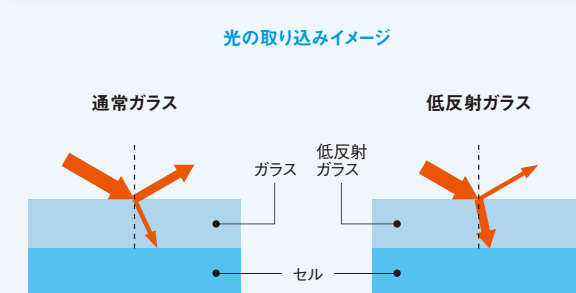 光の取り込みイメージ
通常ガラス
低反射ガラス
ガラス
低反射
ガラス
セル